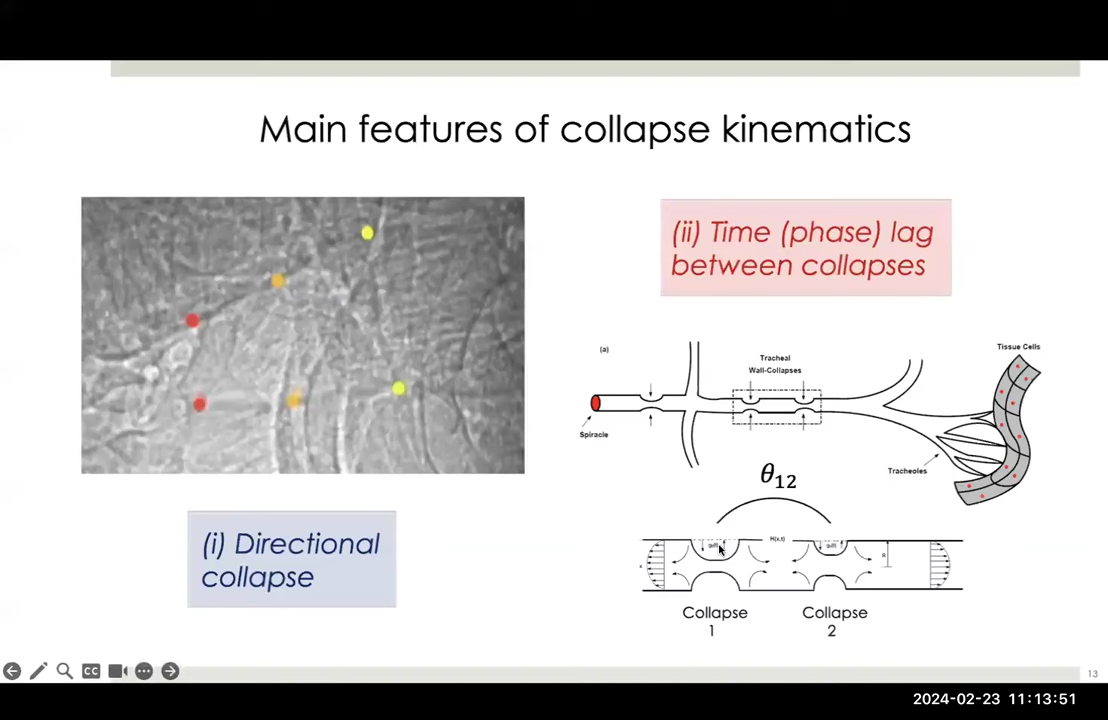 Main features of collapse kinematics
(ii) Time (phase) lag
between collapses
(a)
Tracheal
Wall-Collapses
Tissue Cells
Spiracle
Tracheoles
θ12
H(x,t)
R
x
(i) Directional
collapse
Collapse
1
Collapse
2
CC
13
2024-02-23 11:13:51